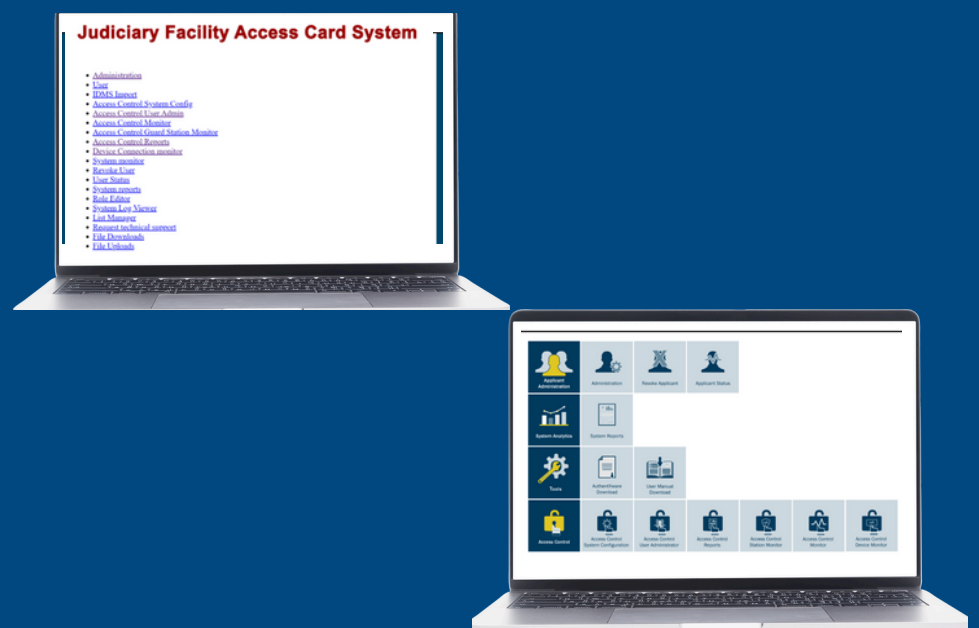 Judiciary Facility Access Card System
Administration
User
IDMS Import
Access Control System Config
Access Control User Admin
Access Control Monitor
Access Control Guard Station Monitor
Access Control Reports
Device Connection monitor
System monitor
Revoke User
User Status
System reports
Role Editor
System Log Viewer
List Manager
Request technical support
File Downloads
File Uploads
Applicant
Administration
Administration
Revoke Applicant
Applicant Status
System Analytics
System Reports
Tools
Authentiware
Download
User Manual
Download
Access Control
Access Control
System Configuration
Access Control
User Administrator
Access Control
Reports
Access Control
Station Monitor
Access Control
Monitor
Access Control
Device Monitor